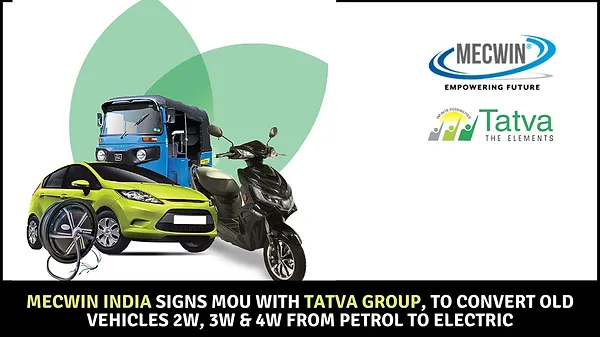 MECWIN®
EMPOWERING FUTURE
Tatva
THE ELEMENTS
MECWIN INDIA SIGNS MOU WITH TATVA GROUP, TO CONVERT OLD
VEHICLES 2W, 3W & 4W FROM PETROL TO ELECTRIC